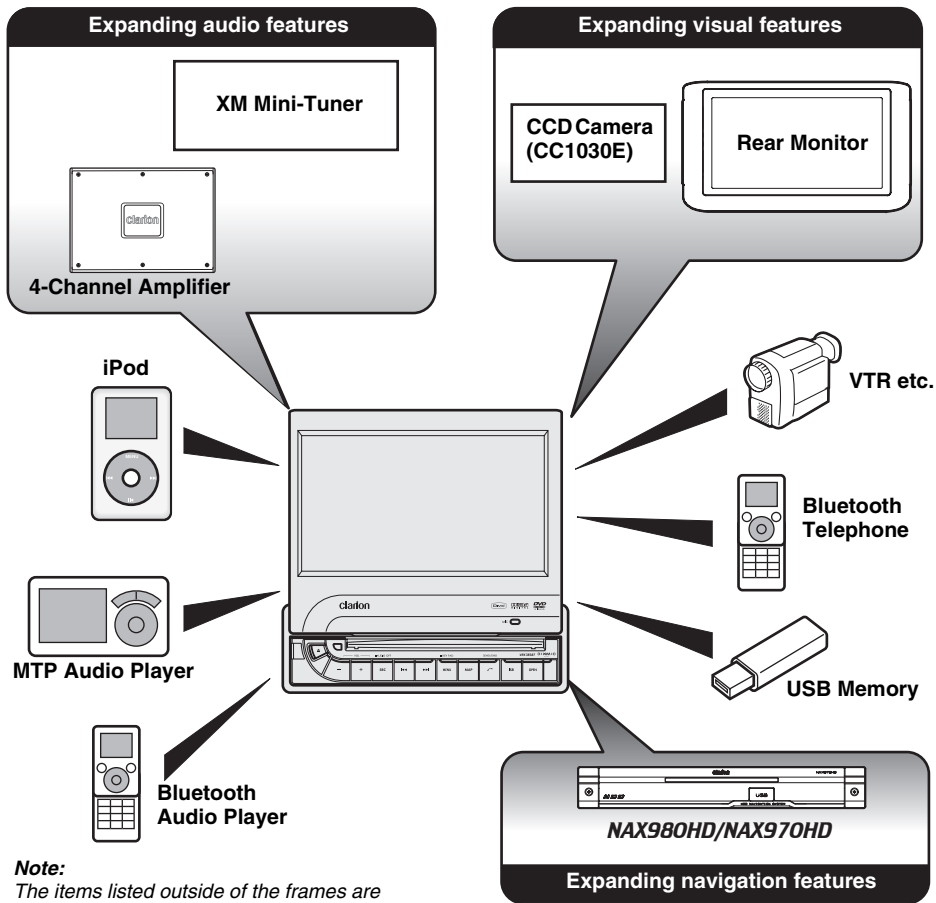 Expanding audio features
XM Mini-Tuner
clarion
4-Channel Amplifier
Expanding visual features
CCD Camera
(CC1030E)
Rear Monitor
iPod
MENU
VTR etc.
Bluetooth
Telephone
MTP Audio Player
clarion
USB Memory
Bluetooth
Audio Player
clarion
USB
NAX980HD/NAX970HD
Expanding navigation features
Note:
The items listed outside of the frames are